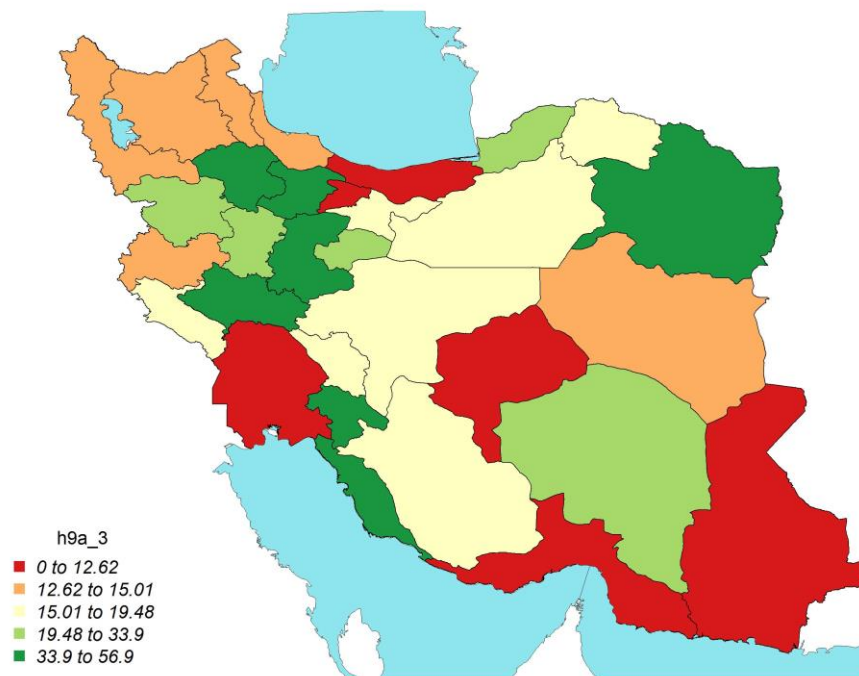 h9a_3
0 to 12.62
12.62 to 15.01
15.01 to 19.48
19.48 to 33.9
33.9 to 56.9